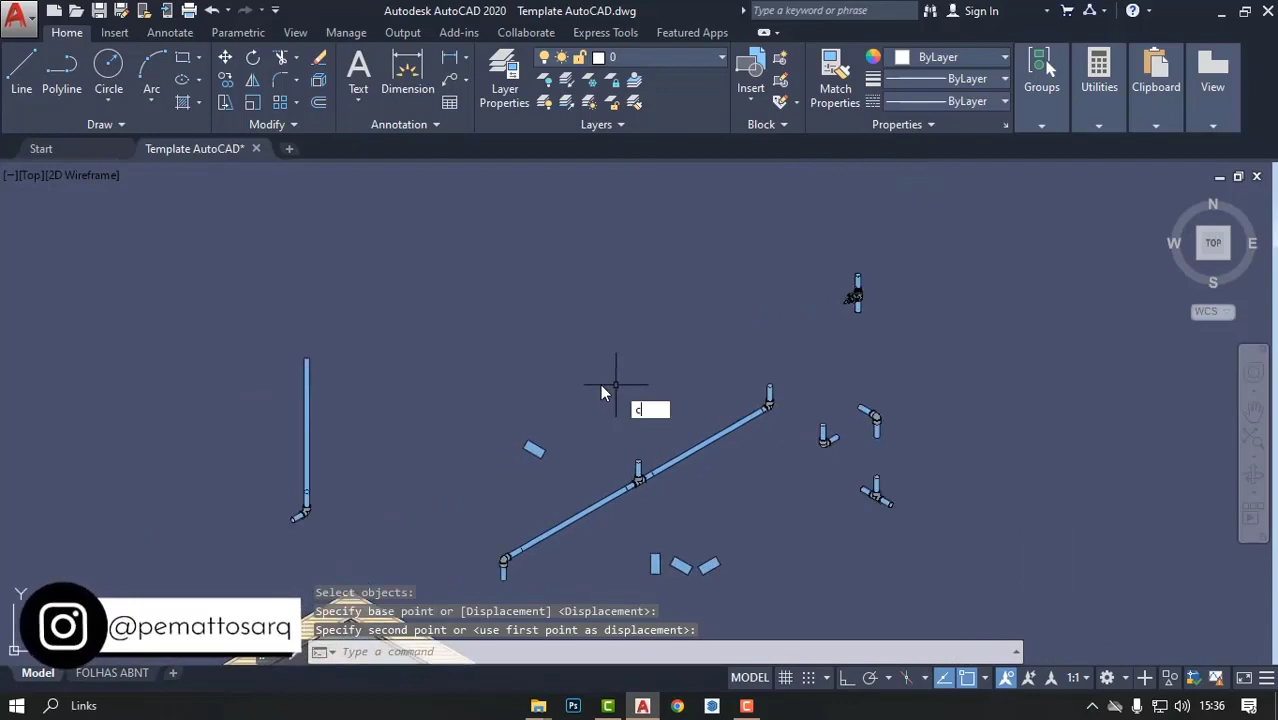 Autodesk AutoCAD 2020 Template AutoCAD.dwg
Type a keyword or phrase
Sign In
Home Insert Annotate Parametric View Manage Output Add-ins Collaborate Express Tools Featured Apps
Line Polyline Circle Arc
Text Dimension
Layer Properties
0
Insert
Match Properties
ByLayer
ByLayer
ByLayer
Groups Utilities Clipboard View
Draw Modify Annotation Layers Block Properties
Start Template AutoCAD*
[−][Top][2D Wireframe]
N
W TOP E
S
WCS
c
Y
Select objects:
Specify base point or [Displacement] <Displacement>:
Specify second point or <use first point as displacement>:
Type a command
@pemattosarq
Model FOLHAS ABNT
MODEL
1:1
Links
15:36